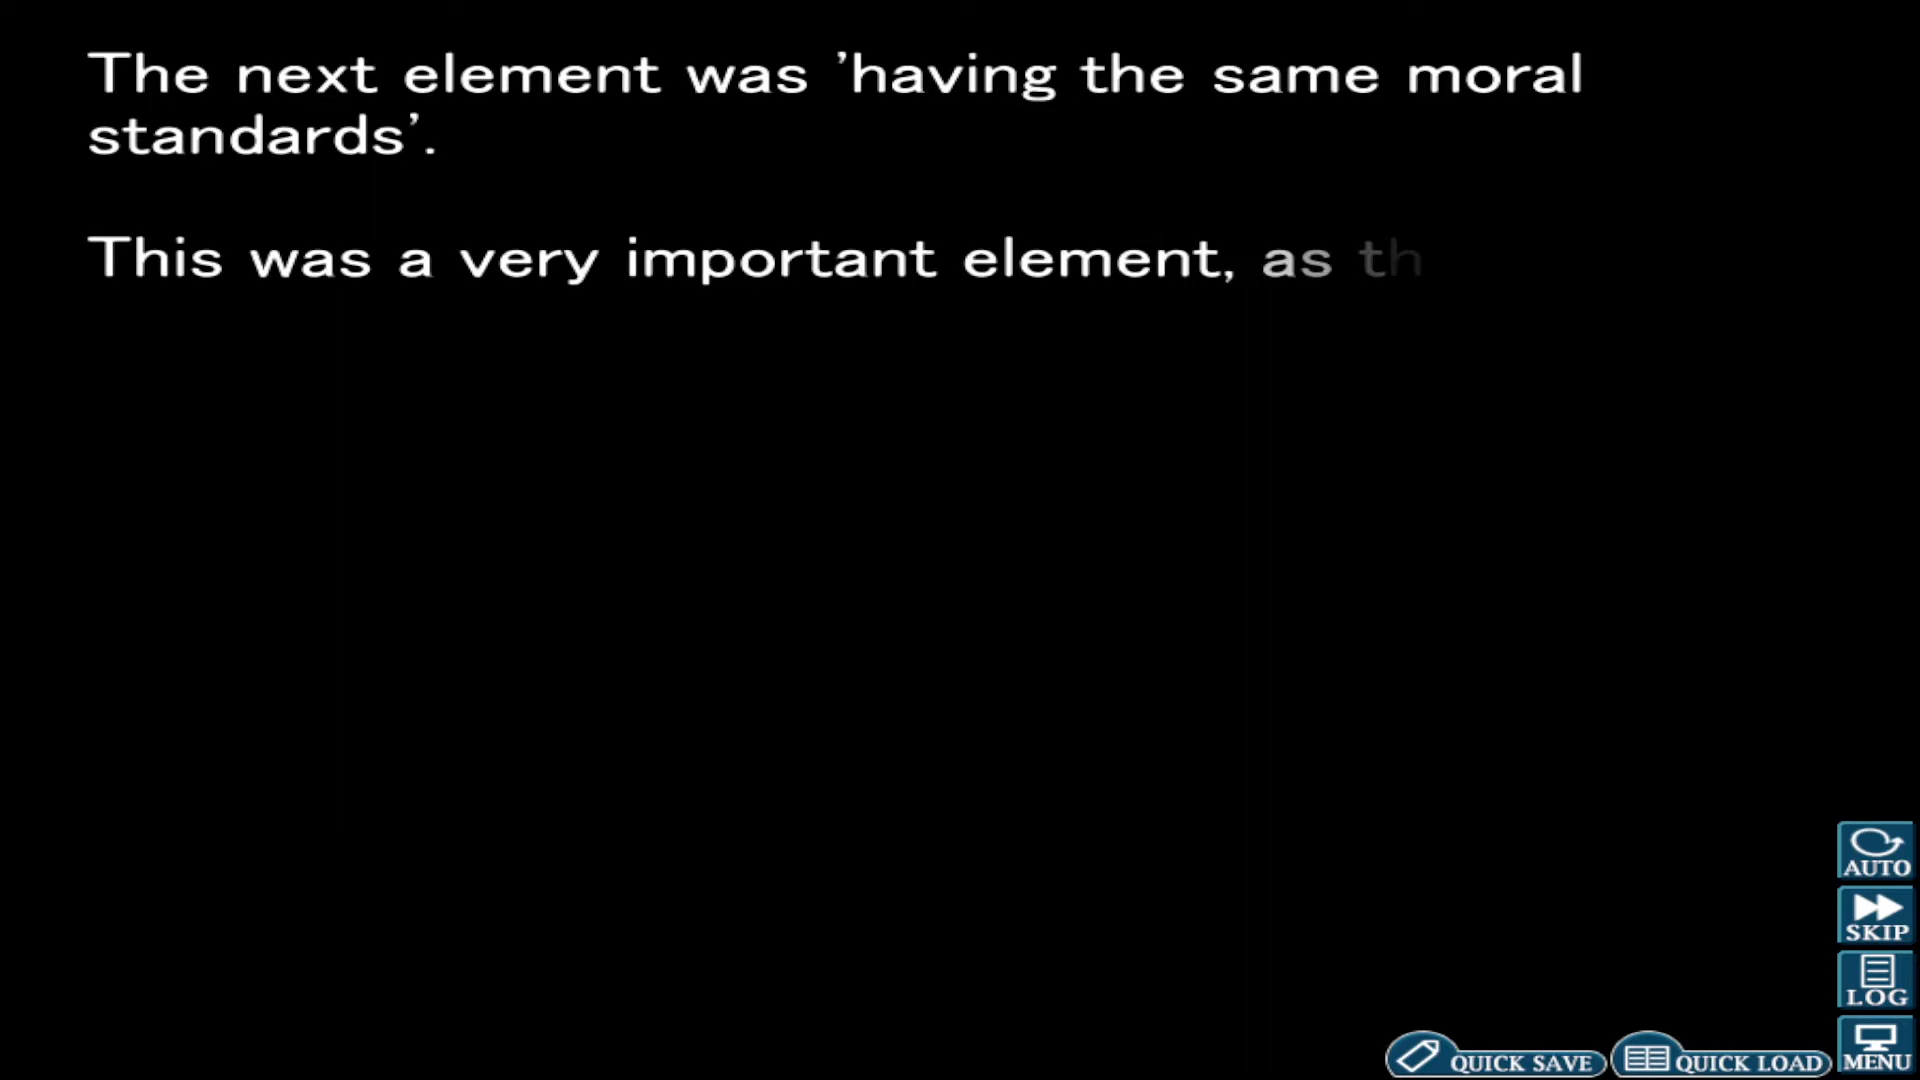 The next element was ’having the same moral
standards’.
This was a very important element, as th
AUTO
SKIP
LOG
MENU
QUICK SAVE
QUICK LOAD